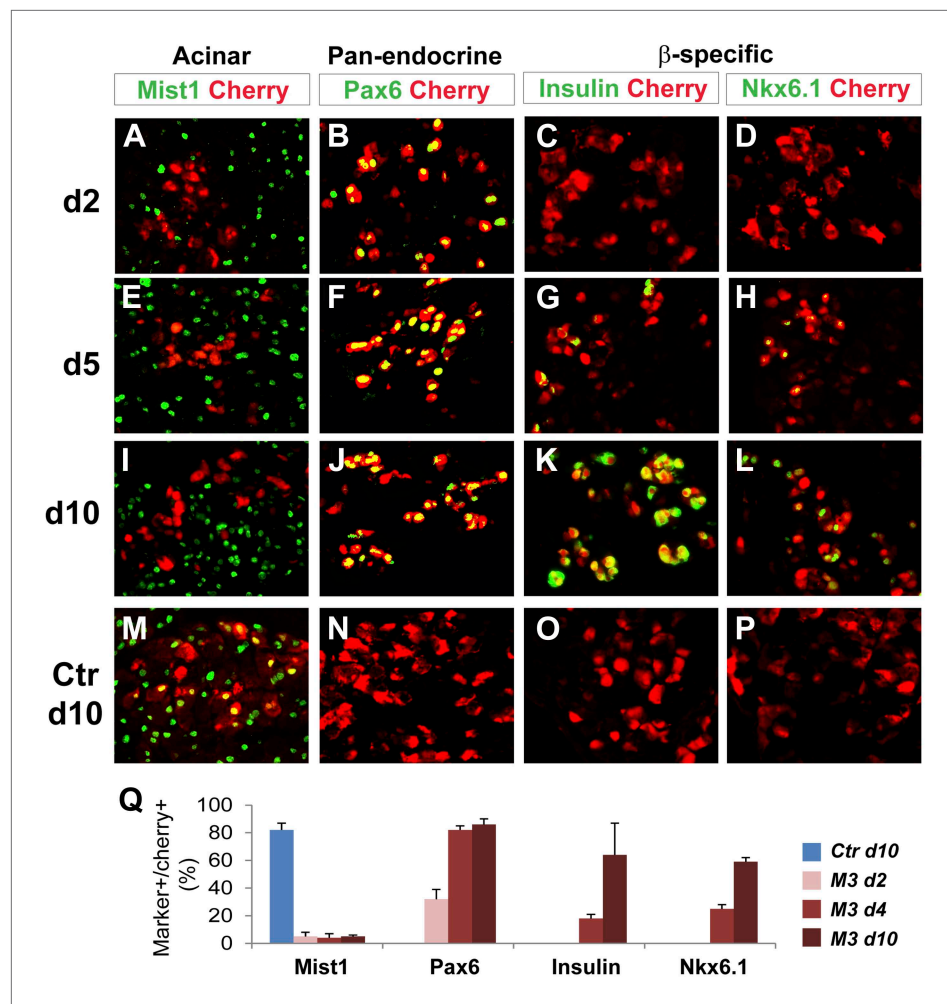 Acinar Pan-endocrine β-specific
Mist1 Cherry Pax6 Cherry Insulin Cherry Nkx6.1 Cherry
A B C D
d2
E F G H
d5
I J K L
d10
M N O P
Ctr
d10
Q
Marker+/cherry+
(%)
100
80
60
40
20
0
Mist1 Pax6 Insulin Nkx6.1
Ctr d10
M3 d2
M3 d4
M3 d10